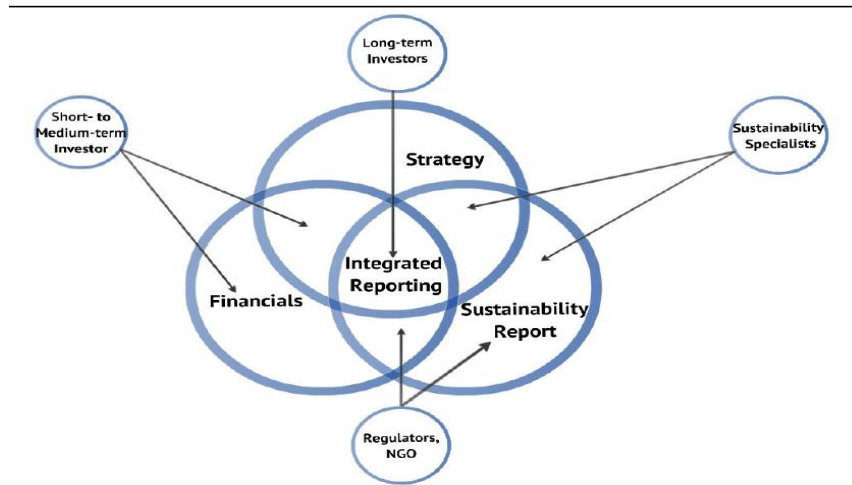 Long-term
Investors
Short- to
Medium-term
Investor
Sustainability
Specialists
Strategy
Integrated
Reporting
Financials
Sustainability
Report
Regulators,
NGO